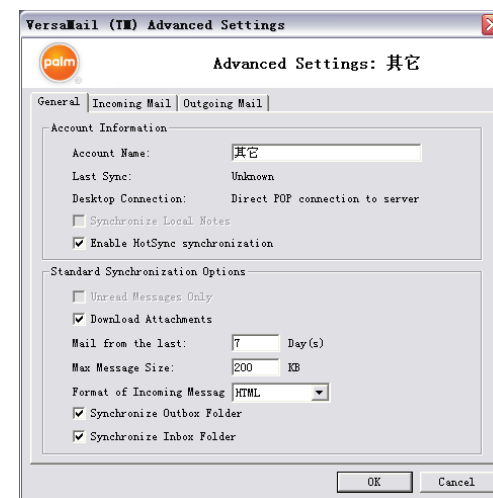 VersaMail (TM) Advanced Settings
palm
Advanced Settings: 其它
General
Incoming Mail
Outgoing Mail
Account Information
Account Name: 其它
Last Sync: Unknown
Desktop Connection: Direct POP connection to server
Synchronize Local Notes
Enable HotSync synchronization
Standard Synchronization Options
Unread Messages Only
Download Attachments
Mail from the last: 7 Day(s)
Max Message Size: 200 KB
Format of Incoming Messag HTML
Synchronize Outbox Folder
Synchronize Inbox Folder
OK
Cancel